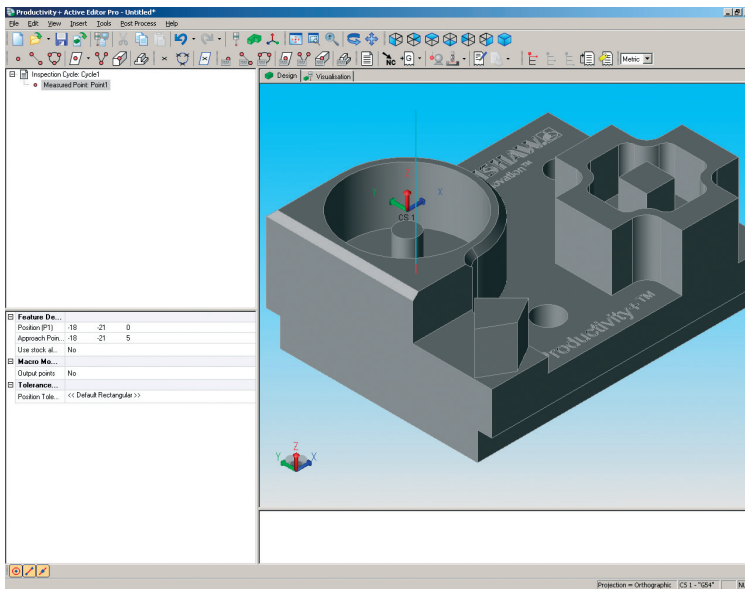 Productivity+ Active Editor Pro - Untitled*
File Edit View Insert Tools Post Process Help
NC +G Metric
Inspection Cycle: Cycle1
Measured Point: Point1
Design Visualisation
Z
X
CS 1
Productivity+™
Feature De...
Position (P1) -18 -21 0
Approach Poin... -18 -21 5
Use stock al... No
Macro Mo...
Output points No
Tolerance...
Position Tole... << Default Rectangular >>
Z
Y X
Projection = Orthographic CS 1 - "G54"